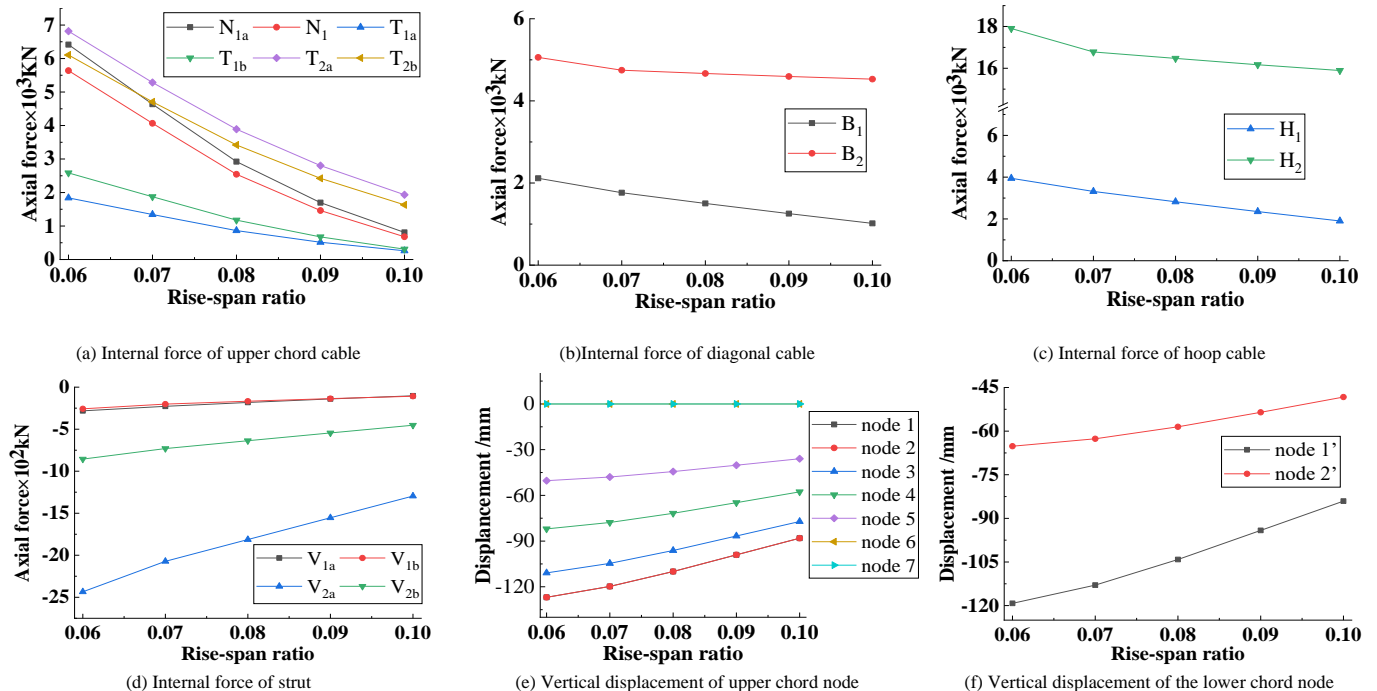 7
6
5
4
3
2
1
0
Axial force×10³KN
N₁ₐ N₁ T₁ₐ
T₁b T₂ₐ T₂b
0.06 0.07 0.08 0.09 0.10
Rise-span ratio
(a) Internal force of upper chord cable
6
4
2
0
Axial force×10³kN
B₁
B₂
0.06 0.07 0.08 0.09 0.10
Rise-span ratio
(b)Internal force of diagonal cable
18
16
8
6
4
2
0
Axial force×10³kN
H₁
H₂
0.06 0.07 0.08 0.09 0.10
Rise-span ratio
(c) Internal force of hoop cable
0
-5
-10
-15
-20
-25
Axial force×10²kN
V₁ₐ V₁b
V₂ₐ V₂b
0.06 0.07 0.08 0.09 0.10
Rise-span ratio
(d) Internal force of strut
0
-30
-60
-90
-120
Displancement /mm
node 1
node 2
node 3
node 4
node 5
node 6
node 7
0.06 0.07 0.08 0.09 0.10
Rise-span ratio
(e) Vertical displacement of upper chord node
-45
-60
-75
-90
-105
-120
Displacement /mm
node 1’
node 2’
0.06 0.07 0.08 0.09 0.10
Rise-span ratio
(f) Vertical displacement of the lower chord node